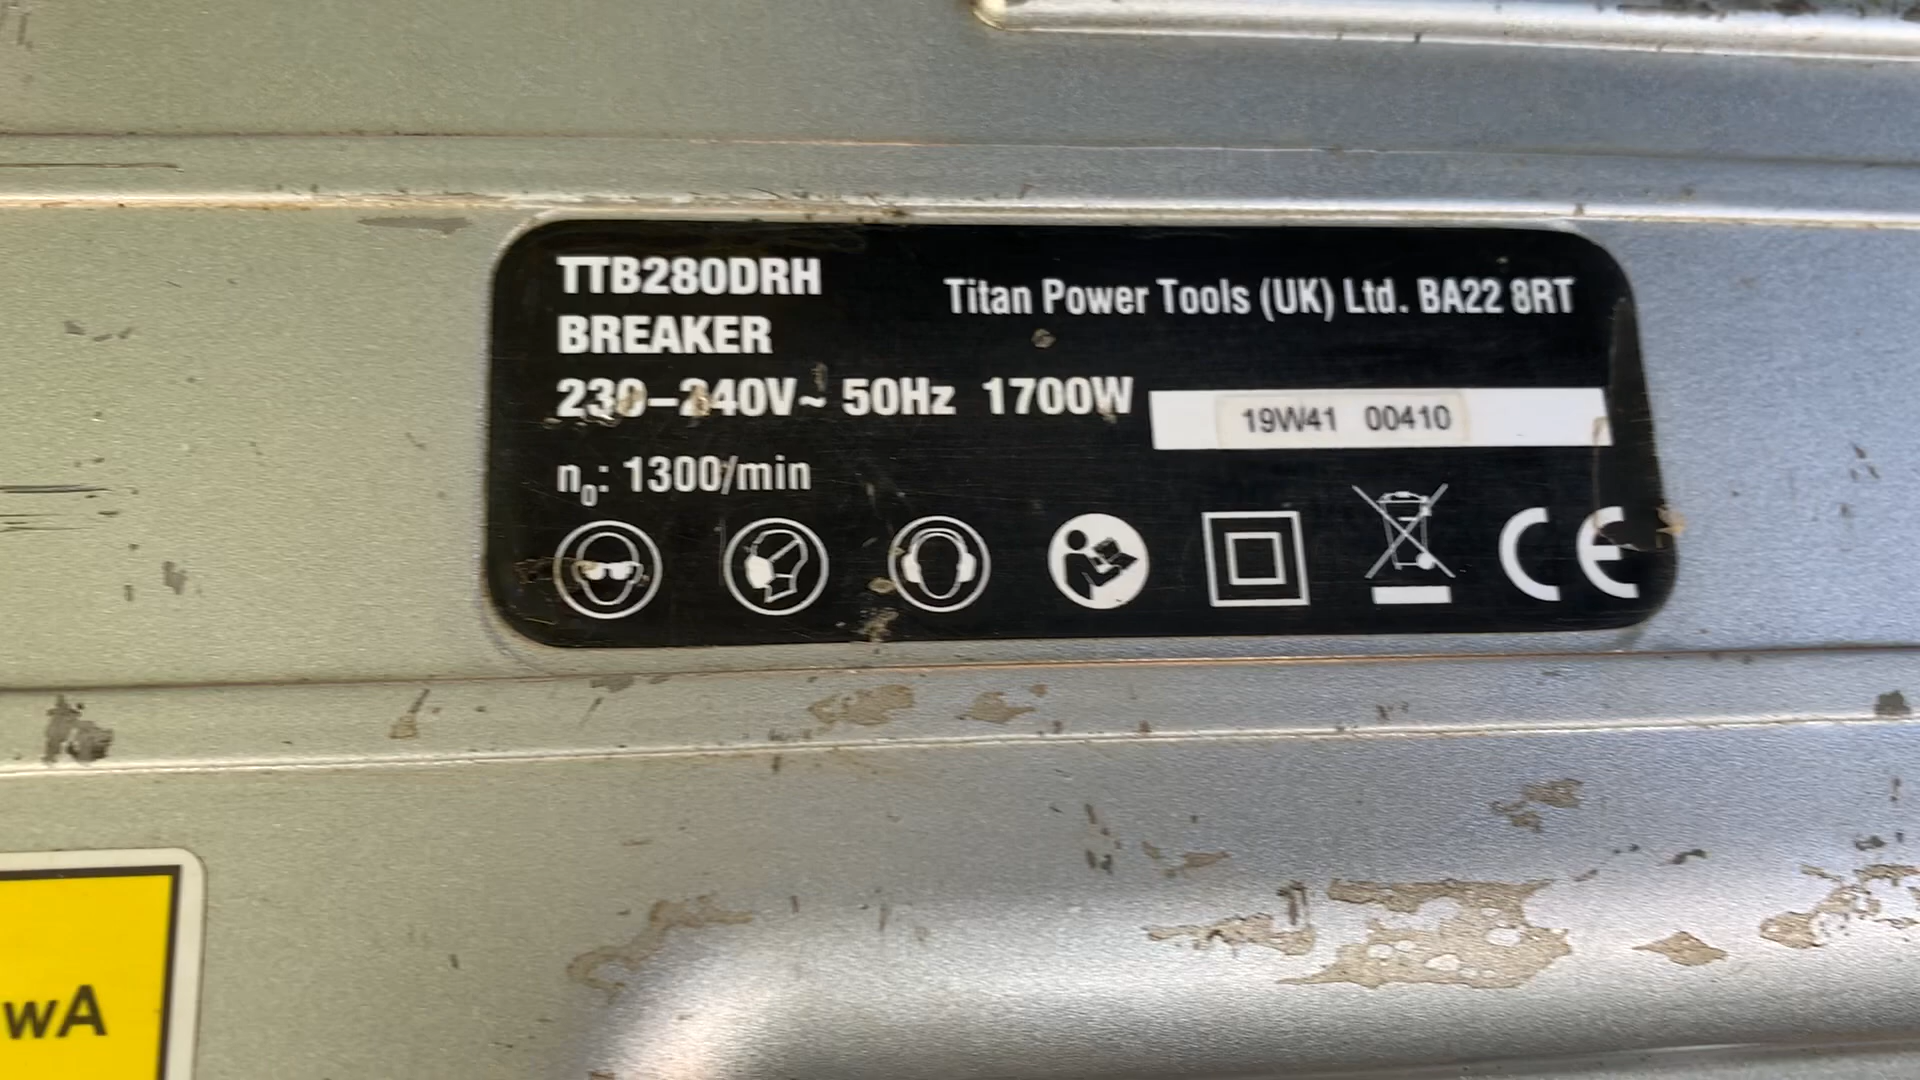 TTB280DRH
BREAKER
Titan Power Tools (UK) Ltd. BA22 8RT
230–240V~ 50Hz 1700W
19W41 00410
n₀: 1300/min
CE
wA